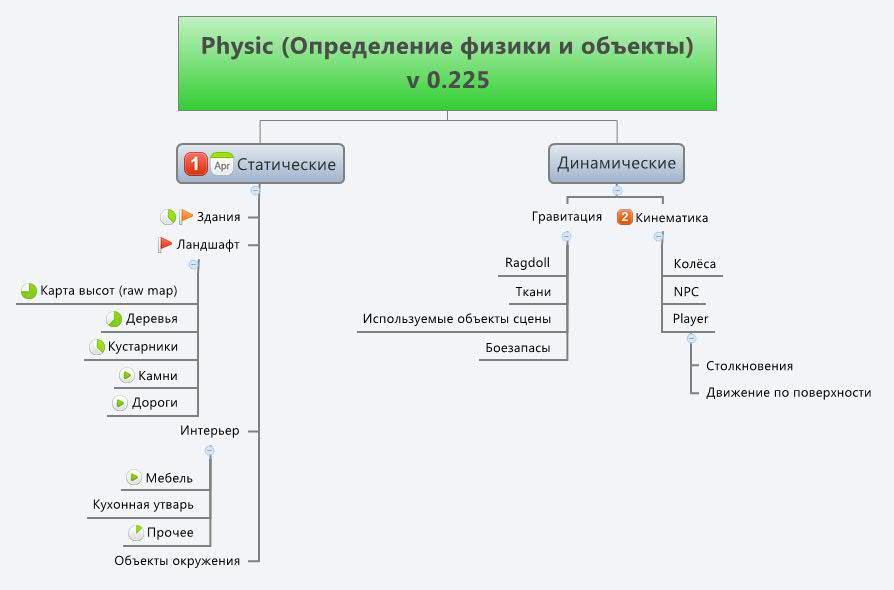 Physic (Определение физики и объекты)
v 0.225
1 Apr Статические
Здания
Ландшафт
Карта высот (raw map)
Деревья
Кустарники
Камни
Дороги
Интерьер
Мебель
Кухонная утварь
Прочее
Объекты окружения
Динамические
Гравитация
Ragdoll
Ткани
Используемые объекты сцены
Боезапасы
2 Кинематика
Колёса
NPC
Player
Столкновения
Движение по поверхности